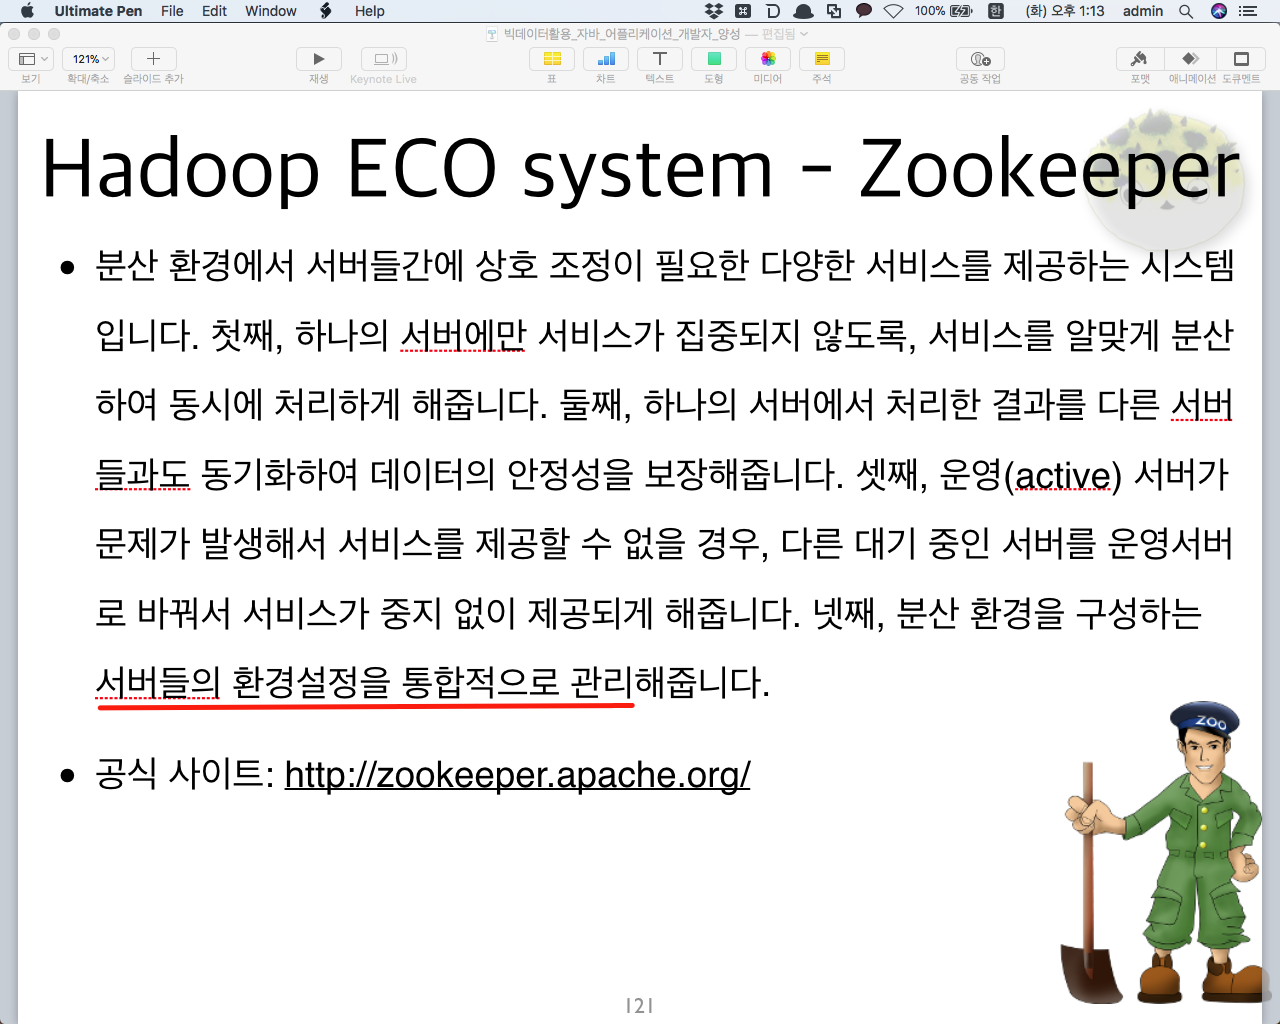 Ultimate Pen File Edit Window Help 100% 한 (화) 오후 1:13 admin
빅데이터활용_자바_어플리케이션_개발자_양성 — 편집됨
121%
보기 확대/축소 슬라이드 추가 재생 Keynote Live 표 차트 텍스트 도형 미디어 주석 공동 작업 포맷 애니메이션 도큐멘트
Hadoop ECO system - Zookeeper
• 분산 환경에서 서버들간에 상호 조정이 필요한 다양한 서비스를 제공하는 시스템
입니다. 첫째, 하나의 서버에만 서비스가 집중되지 않도록, 서비스를 알맞게 분산
하여 동시에 처리하게 해줍니다. 둘째, 하나의 서버에서 처리한 결과를 다른 서버
들과도 동기화하여 데이터의 안정성을 보장해줍니다. 셋째, 운영(active) 서버가
문제가 발생해서 서비스를 제공할 수 없을 경우, 다른 대기 중인 서버를 운영서버
로 바꿔서 서비스가 중지 없이 제공되게 해줍니다. 넷째, 분산 환경을 구성하는
서버들의 환경설정을 통합적으로 관리해줍니다.
• 공식 사이트: http://zookeeper.apache.org/
ZOO
121